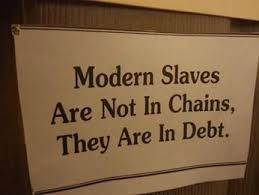 Modern Slaves
Are Not In Chains,
They Are In Debt.